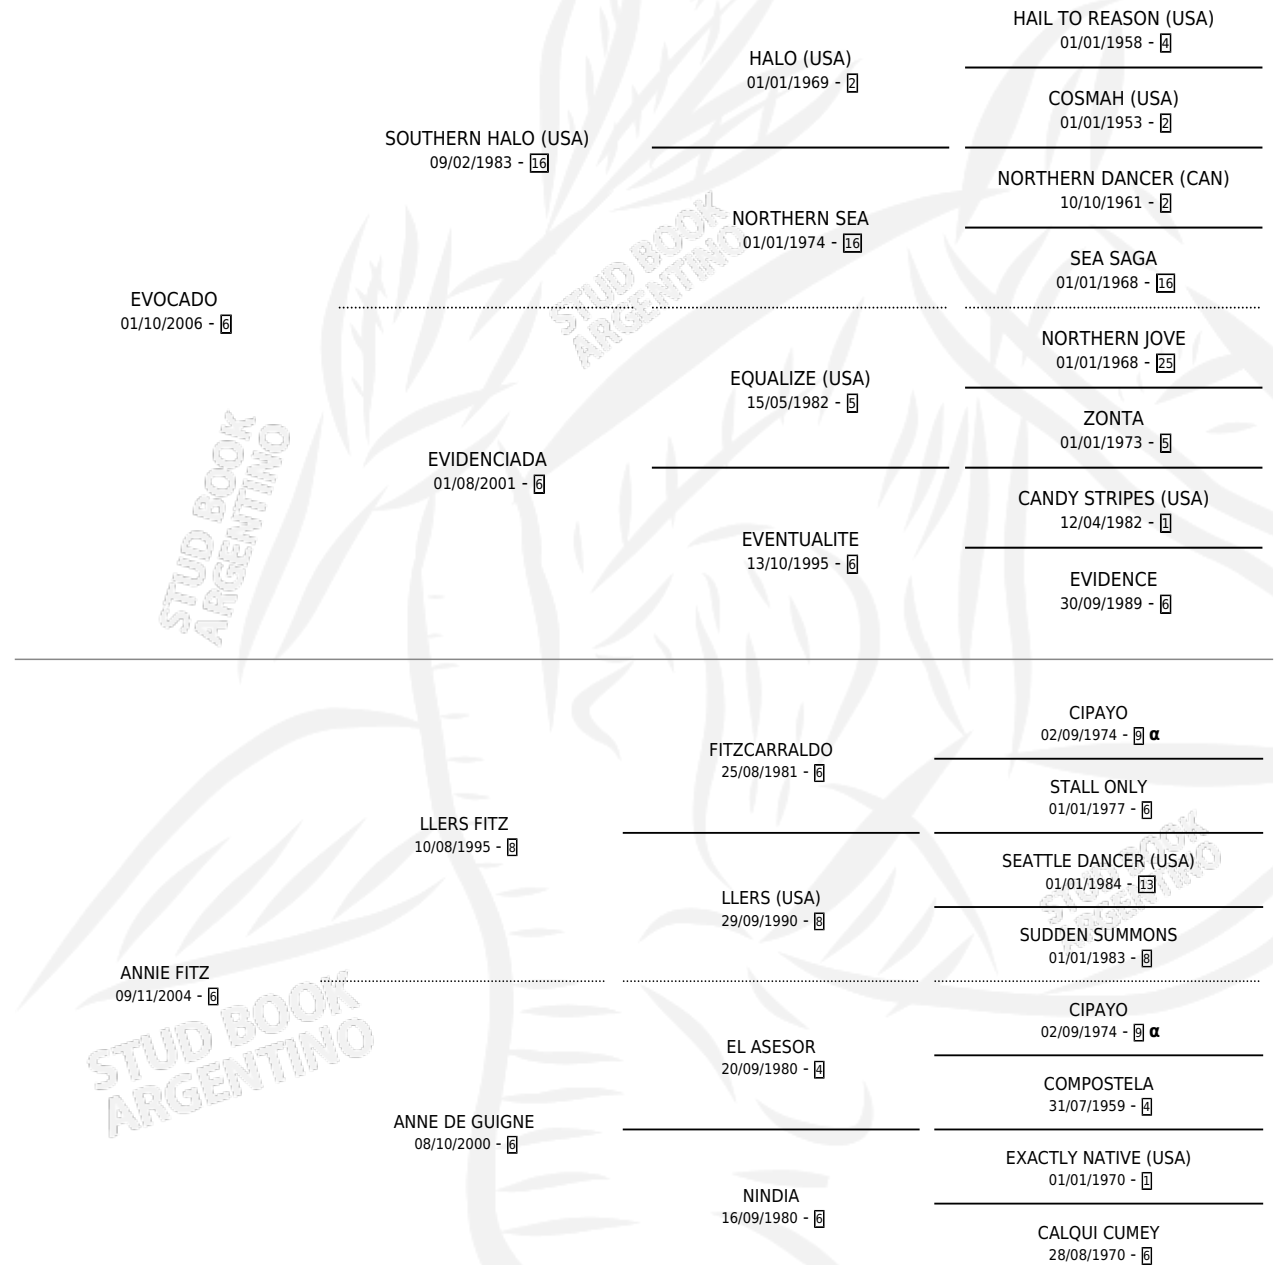 HAIL TO REASON (USA)
01/01/1958 - 4
HALO (USA)
01/01/1969 - 2
COSMAH (USA)
01/01/1953 - 2
SOUTHERN HALO (USA)
09/02/1983 - 16
NORTHERN DANCER (CAN)
10/10/1961 - 2
NORTHERN SEA
01/01/1974 - 16
SEA SAGA
01/01/1968 - 16
EVOCADO
01/10/2006 - 6
NORTHERN JOVE
01/01/1968 - 25
EQUALIZE (USA)
15/05/1982 - 5
ZONTA
01/01/1973 - 5
EVIDENCIADA
01/08/2001 - 6
CANDY STRIPES (USA)
12/04/1982 - 1
EVENTUALITE
13/10/1995 - 6
EVIDENCE
30/09/1989 - 6
CIPAYO
02/09/1974 - 9 α
FITZCARRALDO
25/08/1981 - 6
STALL ONLY
01/01/1977 - 6
LLERS FITZ
10/08/1995 - 8
SEATTLE DANCER (USA)
01/01/1984 - 13
LLERS (USA)
29/09/1990 - 8
SUDDEN SUMMONS
01/01/1983 - 8
ANNIE FITZ
09/11/2004 - 6
CIPAYO
02/09/1974 - 9 α
EL ASESOR
20/09/1980 - 4
COMPOSTELA
31/07/1959 - 4
ANNE DE GUIGNE
08/10/2000 - 6
EXACTLY NATIVE (USA)
01/01/1970 - 1
NINDIA
16/09/1980 - 6
CALQUI CUMEY
28/08/1970 - 6
STUD BOOK
ARGENTINO
STUD BOOK
ARGENTINO
STUD BOOK
ARGENTINO
STUD BOOK
ARGENTINO